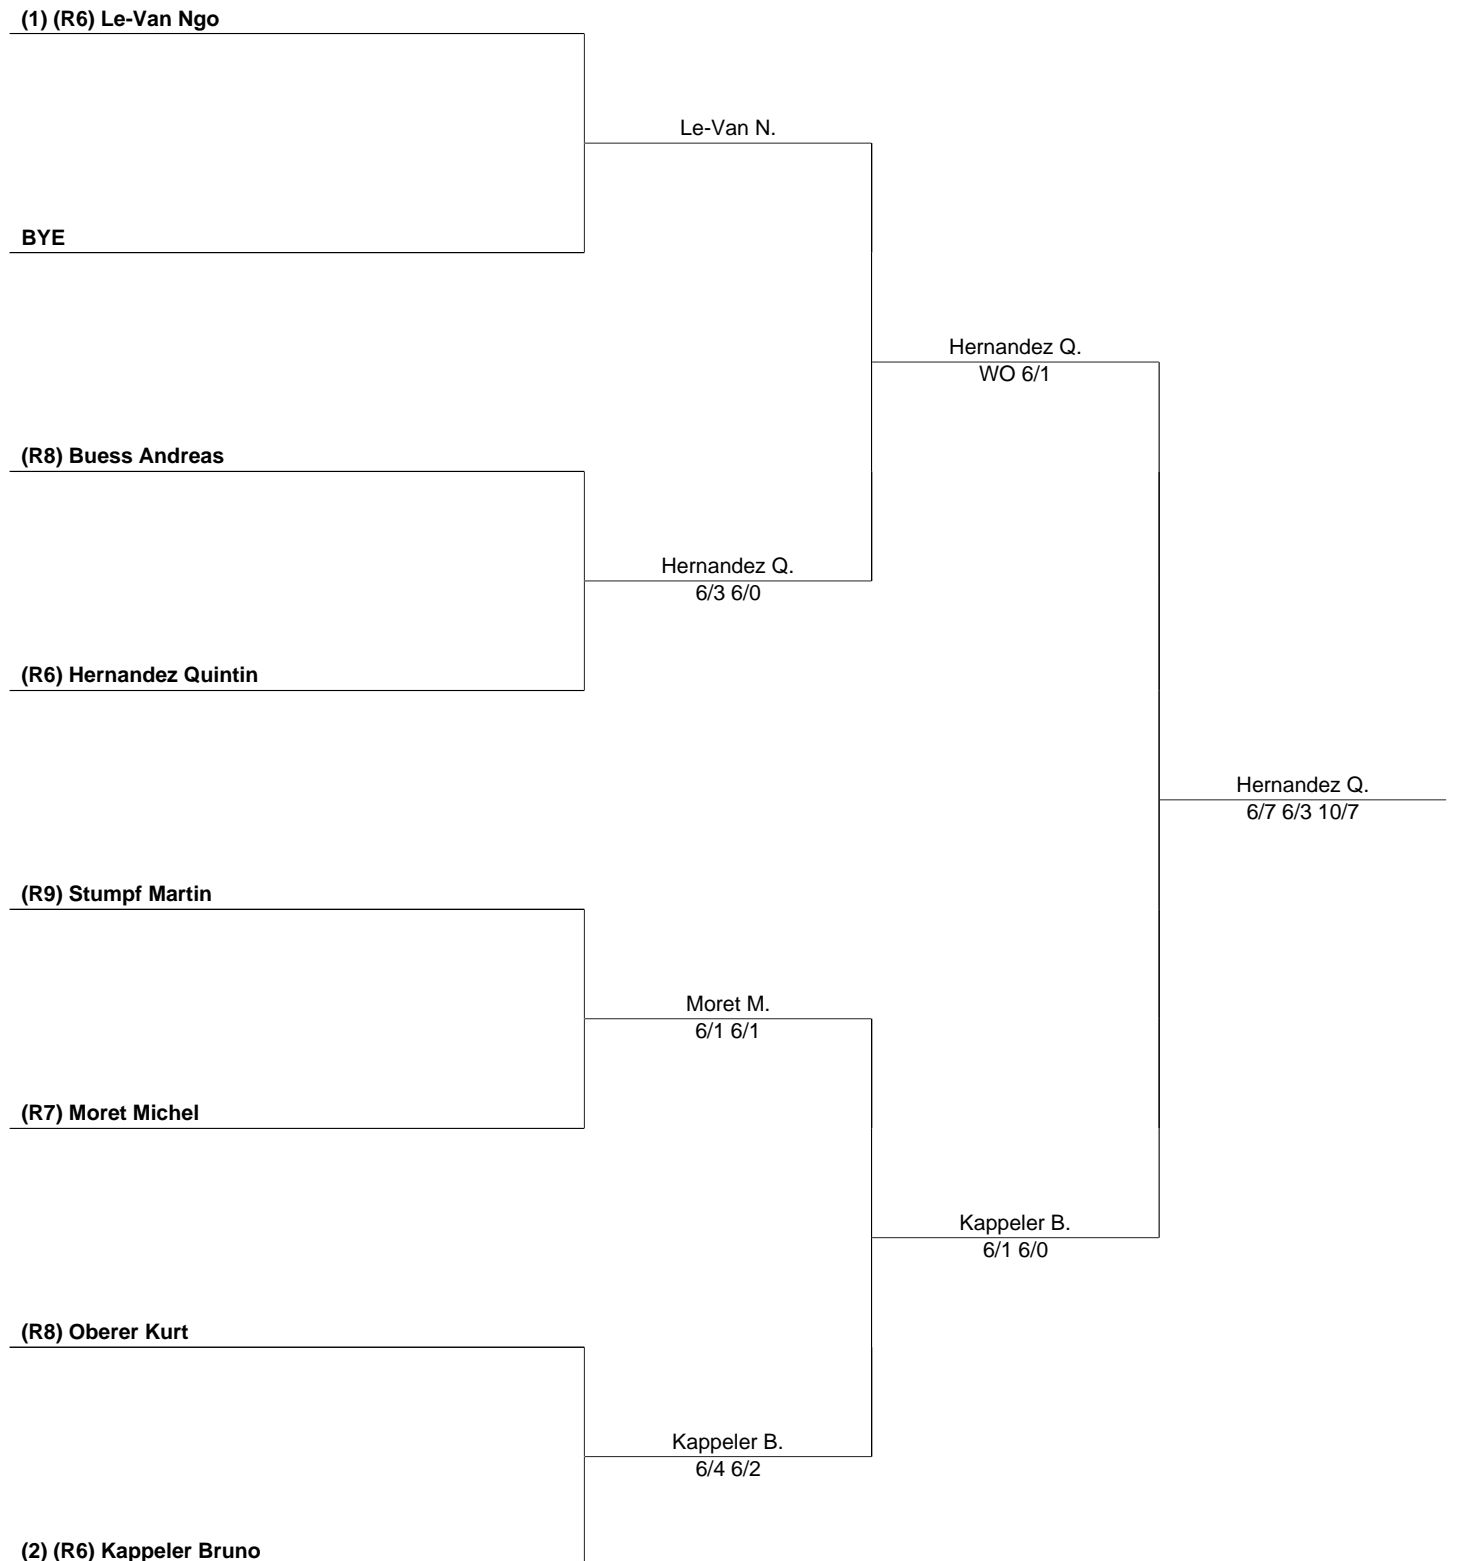 (1) (R6) Le-Van Ngo
Le-Van N.
BYE
Hernandez Q.
WO 6/1
(R8) Buess Andreas
Hernandez Q.
6/3 6/0
(R6) Hernandez Quintin
Hernandez Q.
6/7 6/3 10/7
(R9) Stumpf Martin
Moret M.
6/1 6/1
(R7) Moret Michel
Kappeler B.
6/1 6/0
(R8) Oberer Kurt
Kappeler B.
6/4 6/2
(2) (R6) Kappeler Bruno